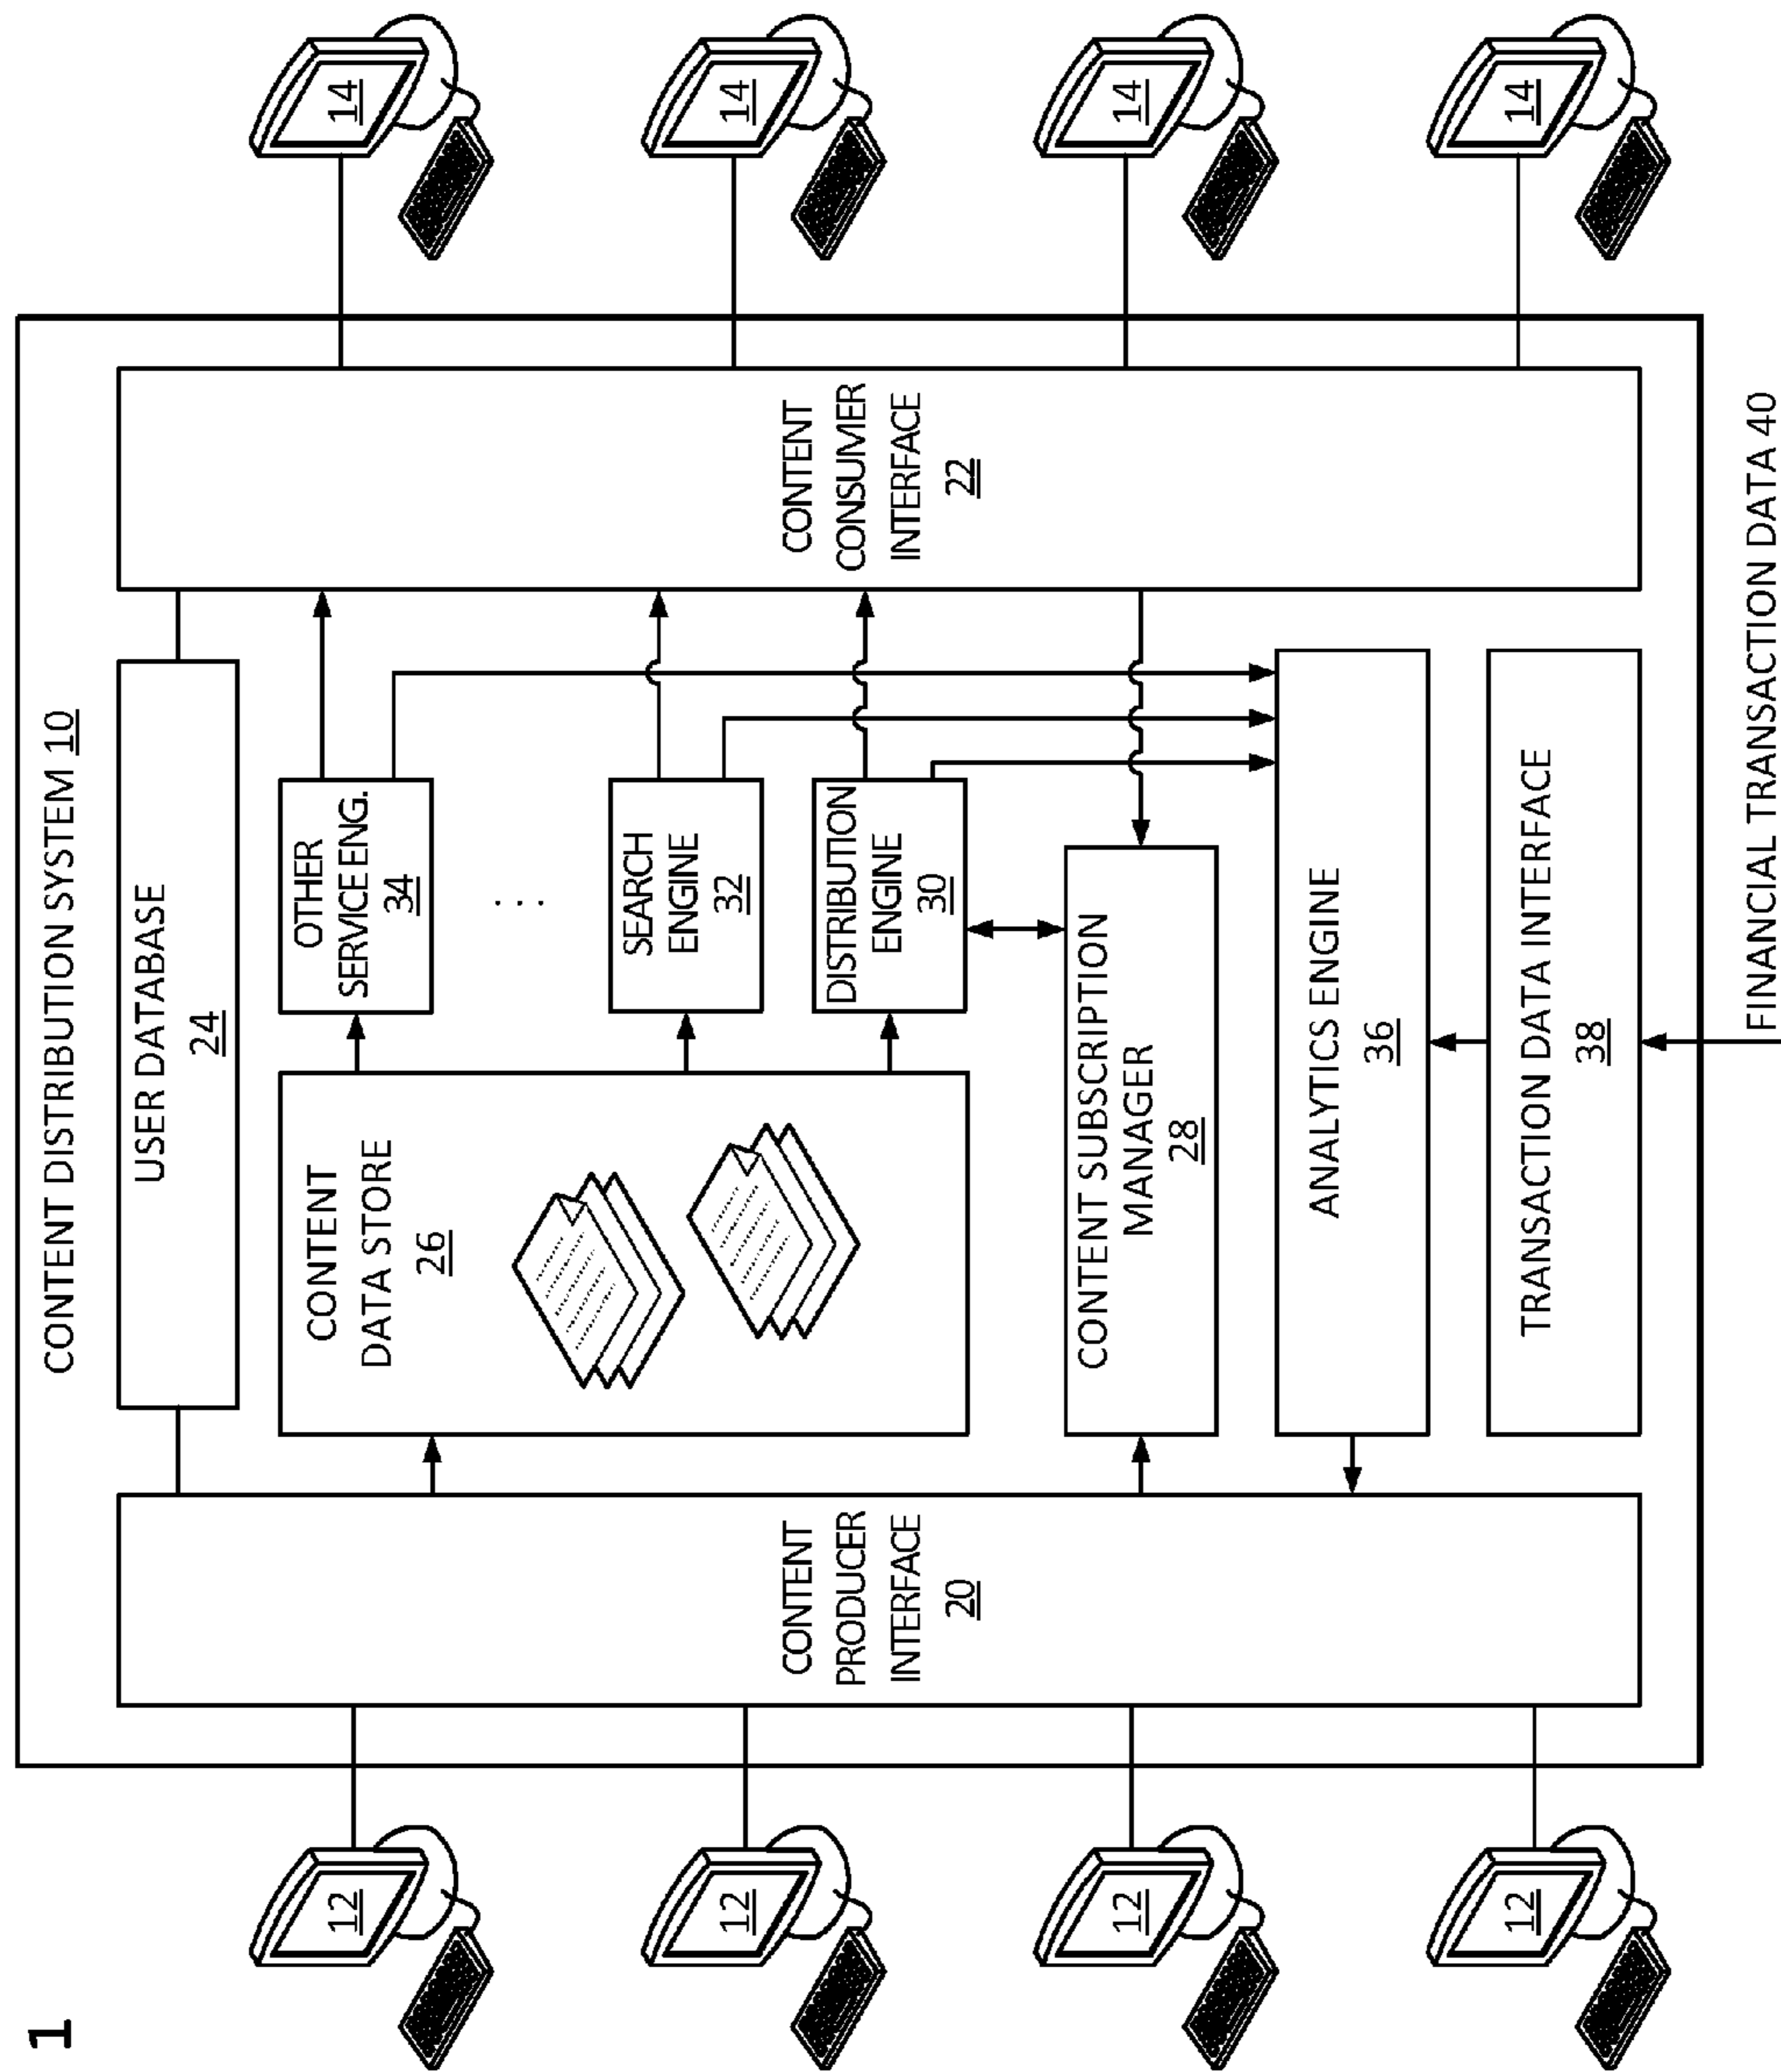 1
CONTENT DISTRIBUTION SYSTEM 10
USER DATABASE
24
CONTENT
DATA STORE
26
OTHER
SERVICE ENG.
34
. . .
SEARCH
ENGINE
32
DISTRIBUTION
ENGINE
30
CONTENT
PRODUCER
INTERFACE
20
CONTENT
CONSUMER
INTERFACE
22
CONTENT SUBSCRIPTION
MANAGER
28
ANALYTICS ENGINE
36
TRANSACTION DATA INTERFACE
38
FINANCIAL TRANSACTION DATA 40
12
12
12
12
14
14
14
14